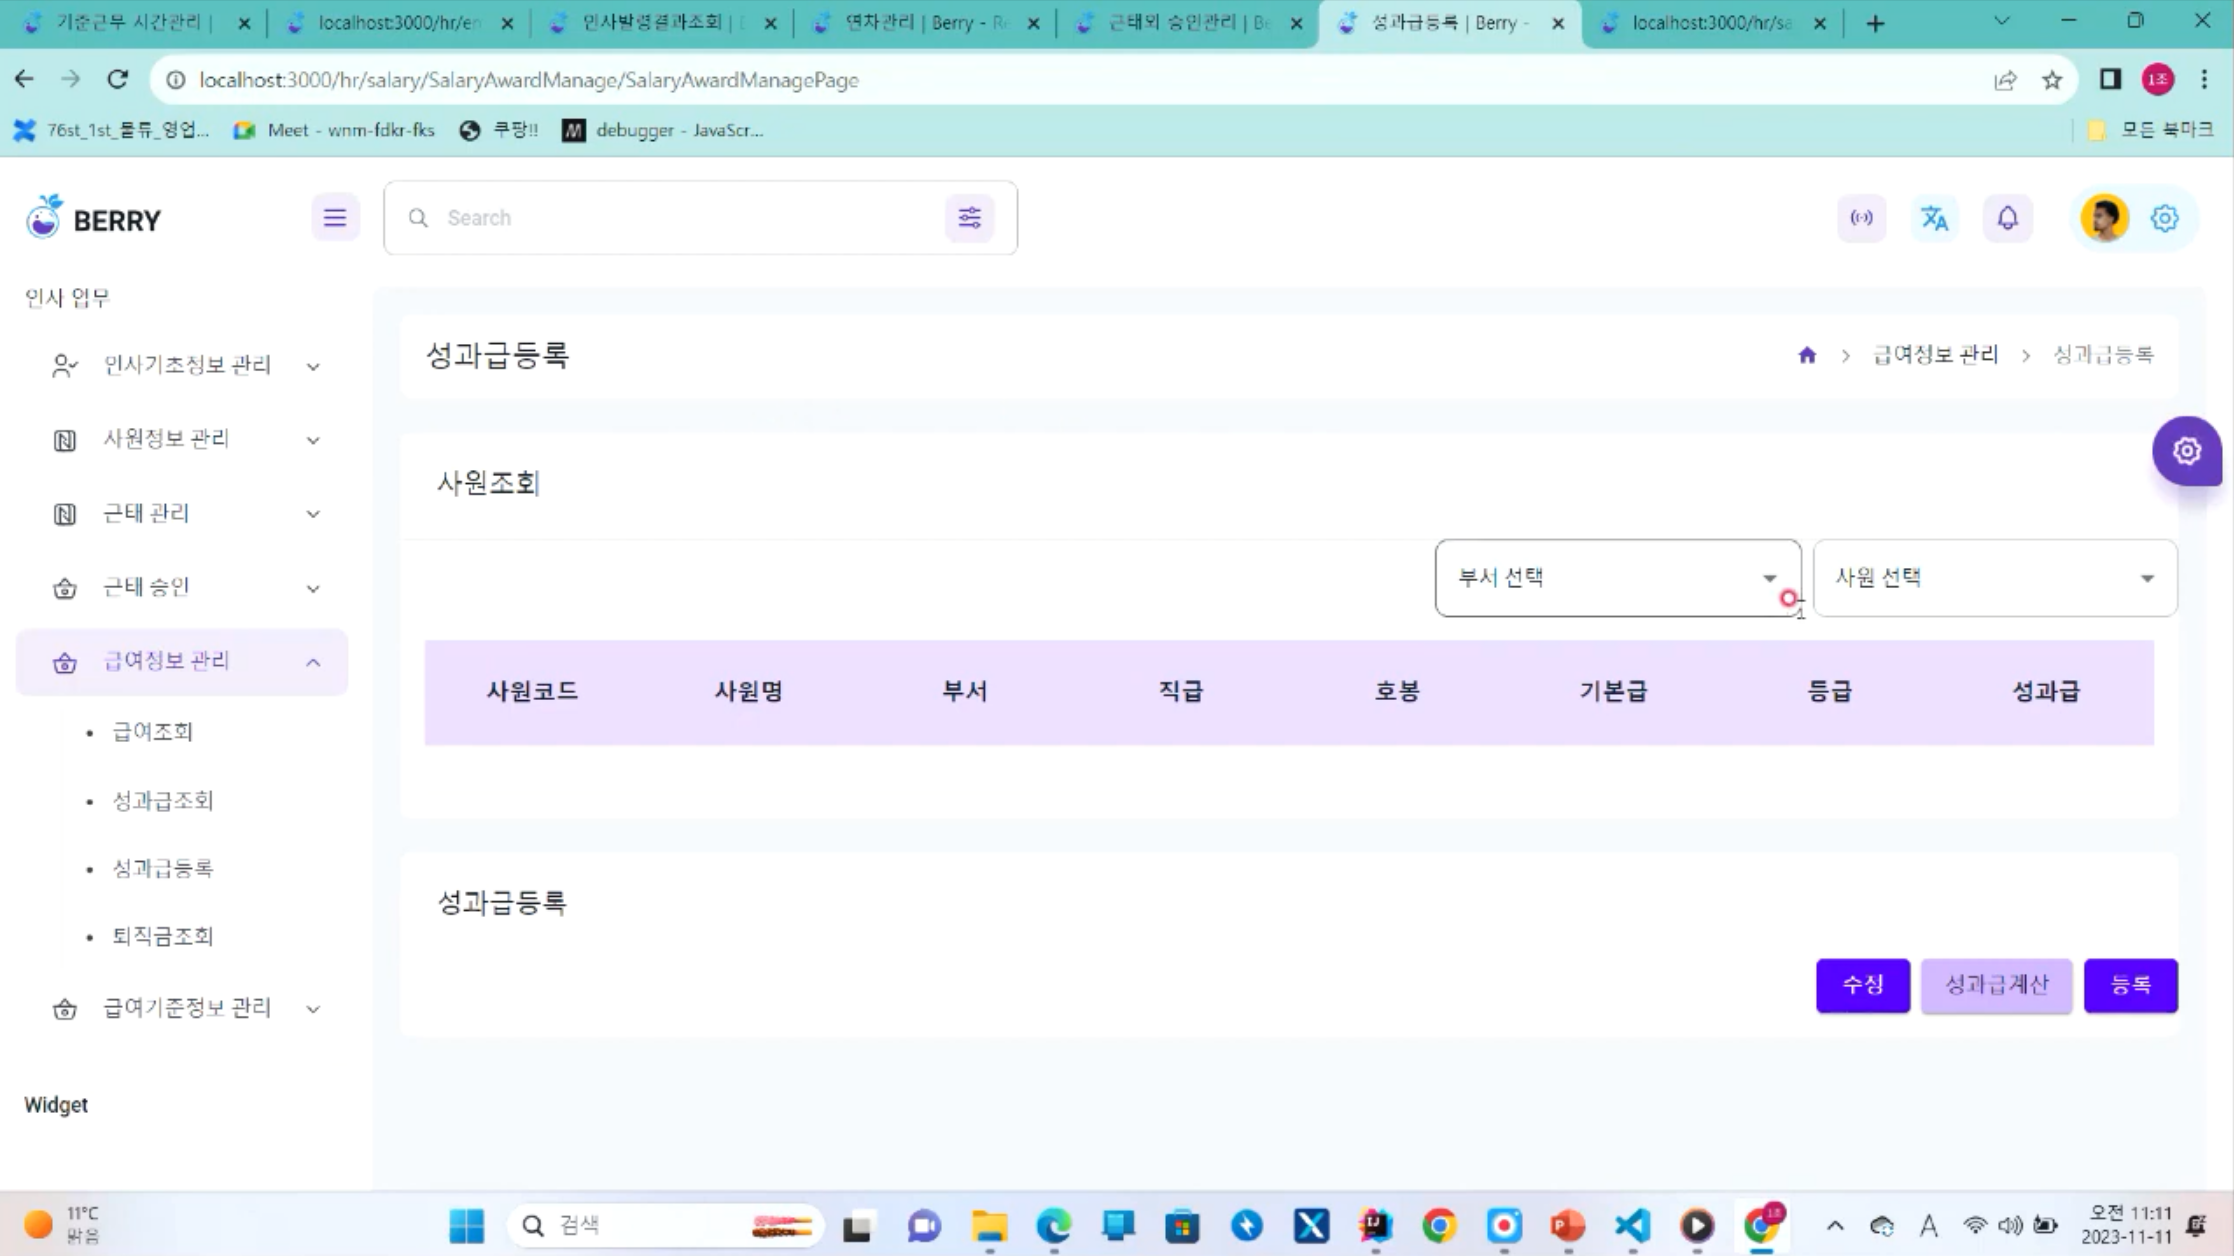 기준근무 시간관리 |
localhost:3000/hr/en
인사발령결과조회 | E
연차관리 | Berry - Re
근태외 승인관리 | Be
성과급등록 | Berry -
localhost:3000/hr/sa
localhost:3000/hr/salary/SalaryAwardManage/SalaryAwardManagePage
1조
76st_1st_물류_영업...
Meet - wnm-fdkr-fks
쿠팡!!
debugger - JavaScr...
모든 북마크
BERRY
Search
인사 업무
인사기초정보 관리
사원정보 관리
근태 관리
근태 승인
급여정보 관리
급여조회
성과급조회
성과급등록
퇴직금조회
급여기준정보 관리
Widget
성과급등록
급여정보 관리 > 성과급등록
사원조회
부서 선택
사원 선택
사원코드 사원명 부서 직급 호봉 기본급 등급 성과급
성과급등록
수정 성과급계산 등록
11°C
맑음
검색
A
오전 11:11
2023-11-11